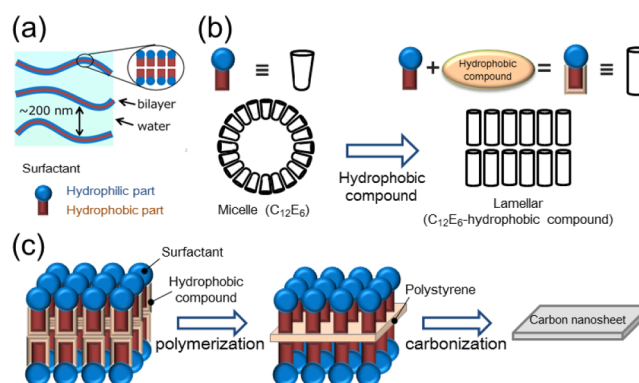 (a)
bilayer
~200 nm
water
Surfactant
Hydrophilic part
Hydrophobic part
(b)
≡
+
Hydrophobic
compound
=
≡
Hydrophobic
compound
Micelle (C₁₂E₆)
Lamellar
(C₁₂E₆-hydrophobic compound)
(c)
Surfactant
Hydrophobic
compound
polymerization
Polystyrene
carbonization
Carbon nanosheet